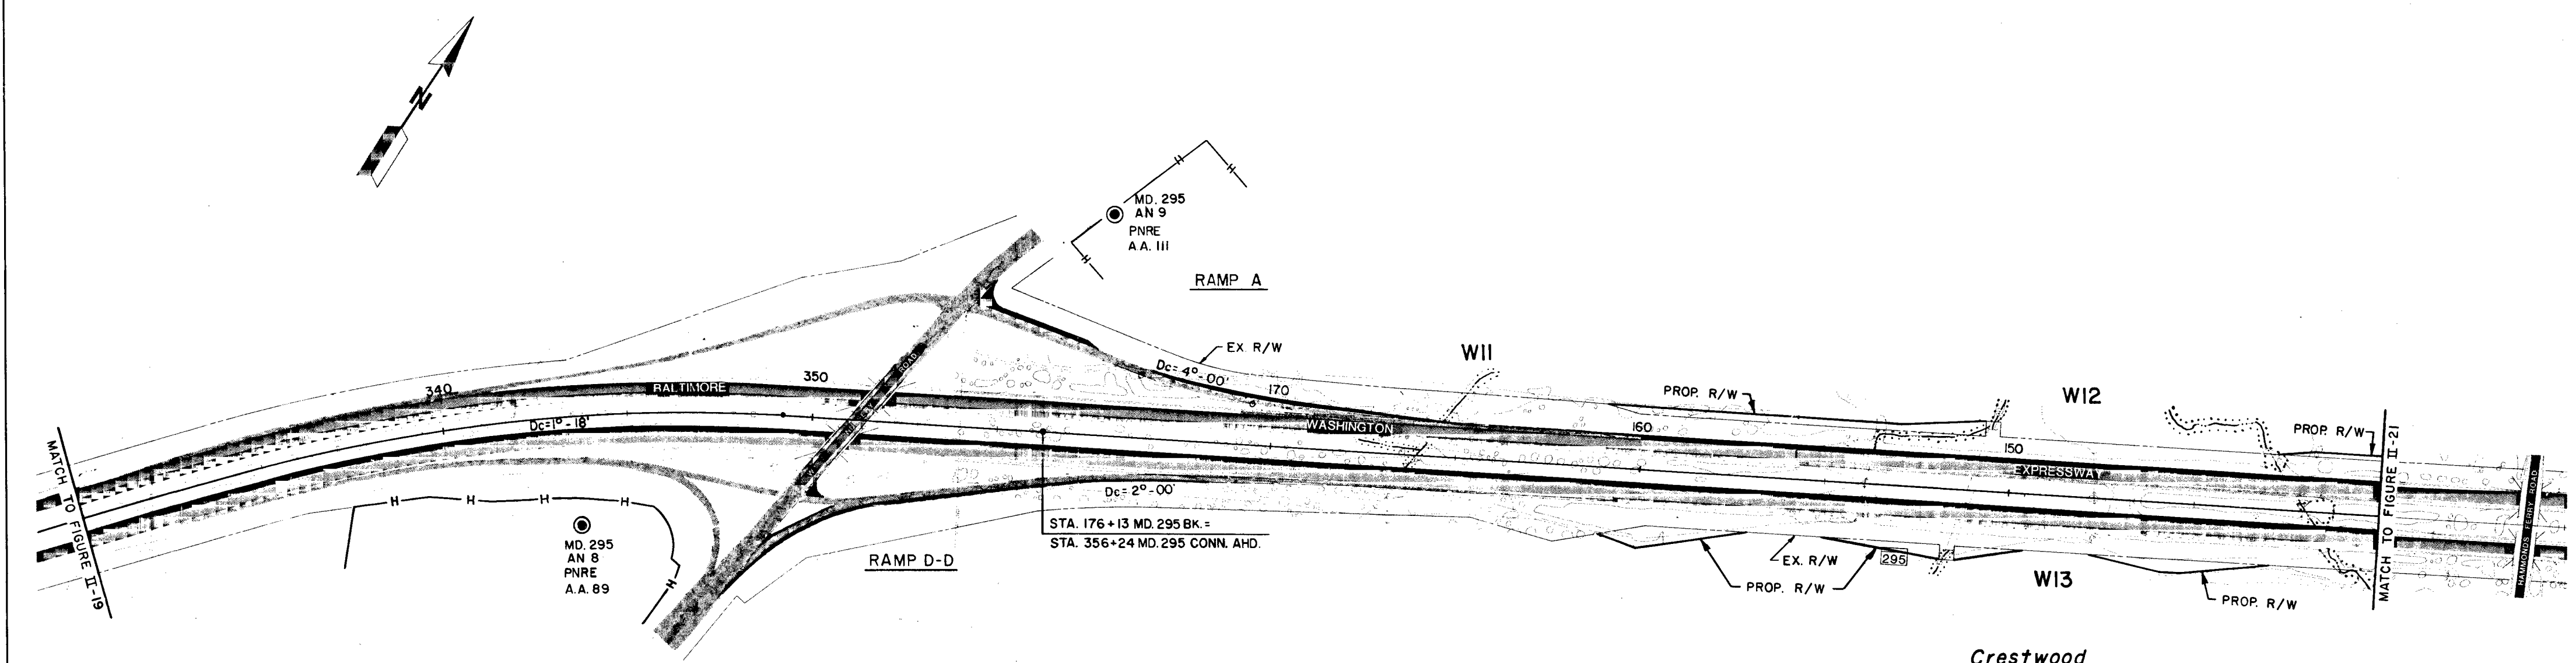 N
MD. 295
AN 9
PNRE
A.A. 111
RAMP A
EX. R/W
W11
PROP. R/W
W12
PROP. R/W
340
BALTIMORE
350
ROAD
Dc= 4°-00'
170
WASHINGTON
160
150
EXPRESSWAY
Dc=1°-18'
MATCH TO FIGURE II-19
H H H H
H
MD. 295
AN 8
PNRE
A.A. 89
RAMP D-D
Dc= 2°-00'
STA. 176+13 MD. 295 BK.=
STA. 356+24 MD. 295 CONN. AHD.
EX. R/W
295
PROP. R/W
W13
PROP. R/W
MATCH TO FIGURE II-21
HAMMONDS FERRY ROAD
Crestwood